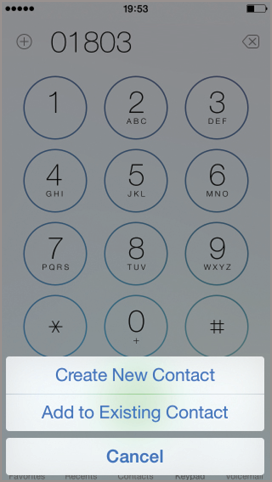 19:53
01803
1
2
ABC
3
DEF
4
GHI
5
JKL
6
MNO
7
PQRS
8
TUV
9
WXYZ
*
0
+
#
Create New Contact
Add to Existing Contact
Cancel
Favorites Recents Contacts Keypad Voicemail